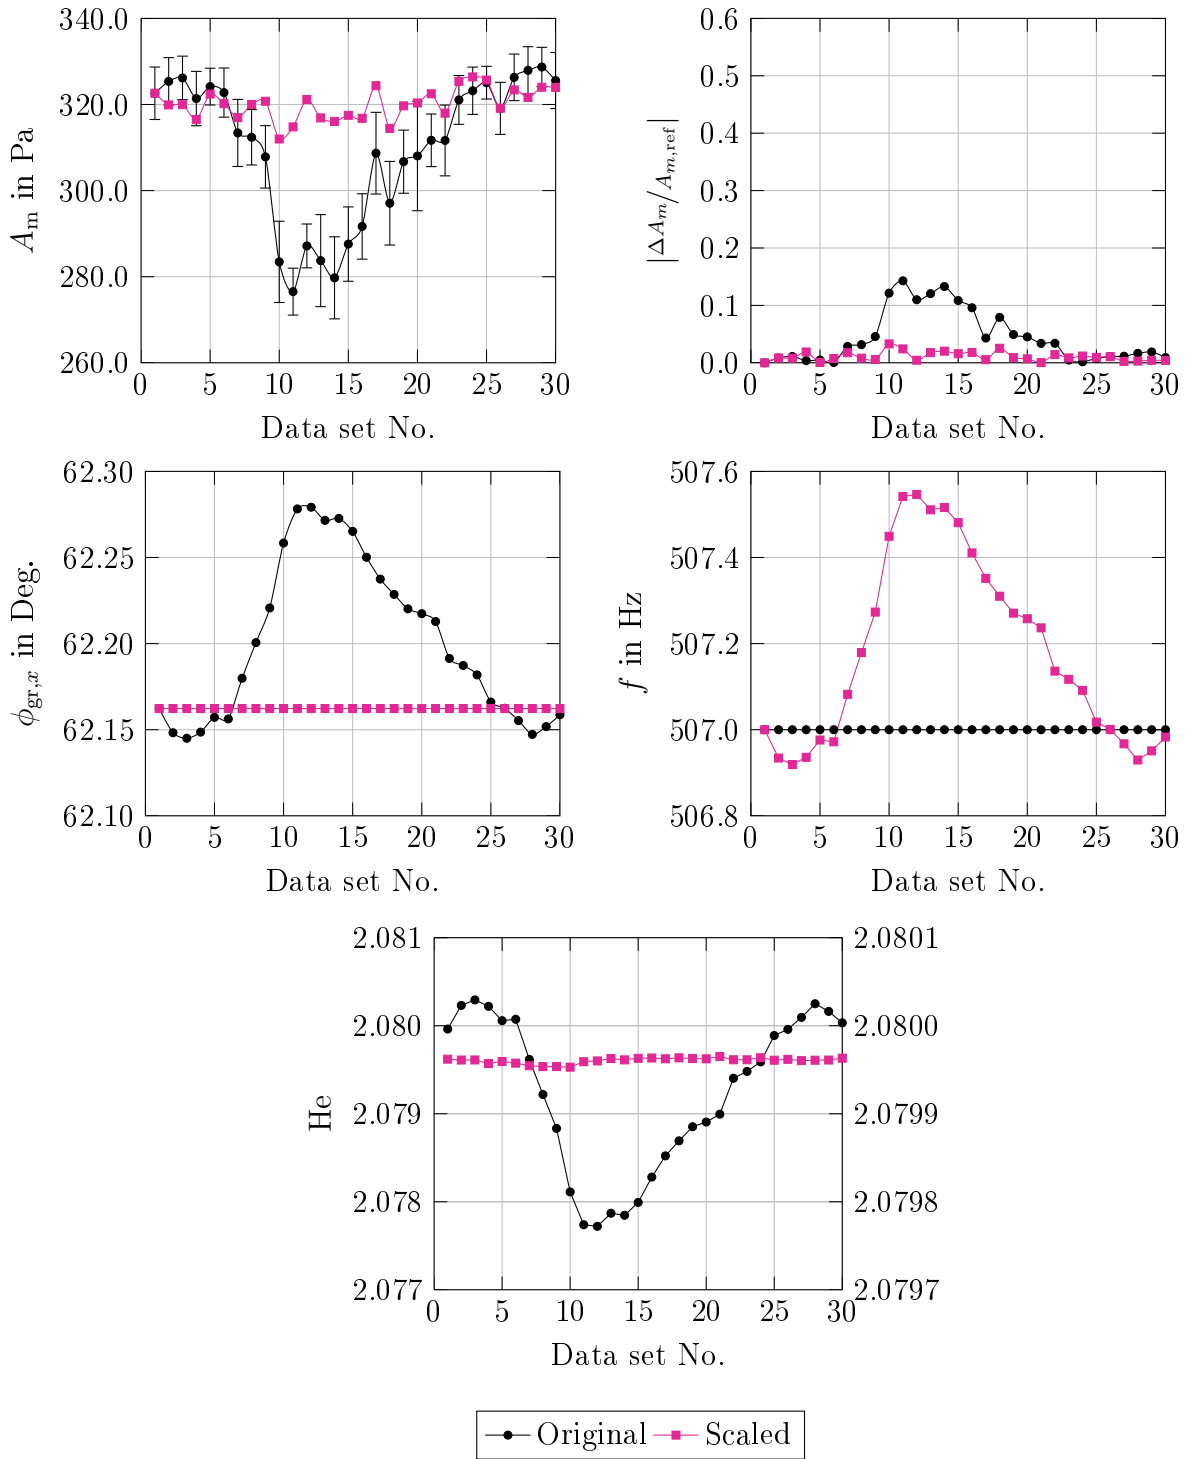 340.0
320.0
300.0
280.0
260.0
0 5 10 15 20 25 30
Data set No.
A_m in Pa
0.6
0.5
0.4
0.3
0.2
0.1
0.0
0 5 10 15 20 25 30
Data set No.
|ΔA_m/A_m,ref|
62.30
62.25
62.20
62.15
62.10
0 5 10 15 20 25 30
Data set No.
ϕ_gr,x in Deg.
507.6
507.4
507.2
507.0
506.8
0 5 10 15 20 25 30
Data set No.
f in Hz
2.081 2.0801
2.080 2.0800
2.079 2.0799
2.078 2.0798
2.077 2.0797
0 5 10 15 20 25 30
Data set No.
He
Original Scaled